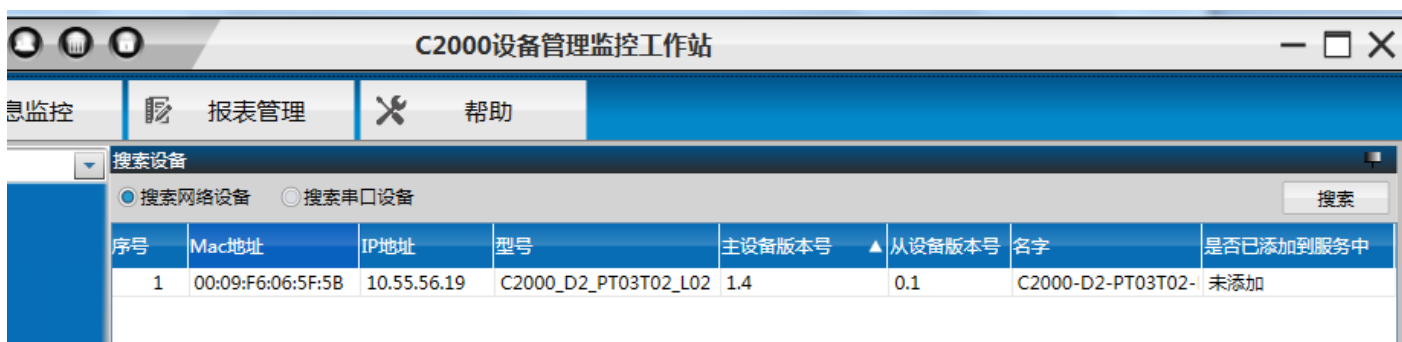 C2000设备管理监控工作站
息监控 报表管理 帮助
搜索设备
搜索网络设备 搜索串口设备 搜索
序号 Mac地址 IP地址 型号 主设备版本号 从设备版本号 名字 是否已添加到服务中
1 00:09:F6:06:5F:5B 10.55.56.19 C2000_D2_PT03T02_L02 1.4 0.1 C2000-D2-PT03T02- 未添加